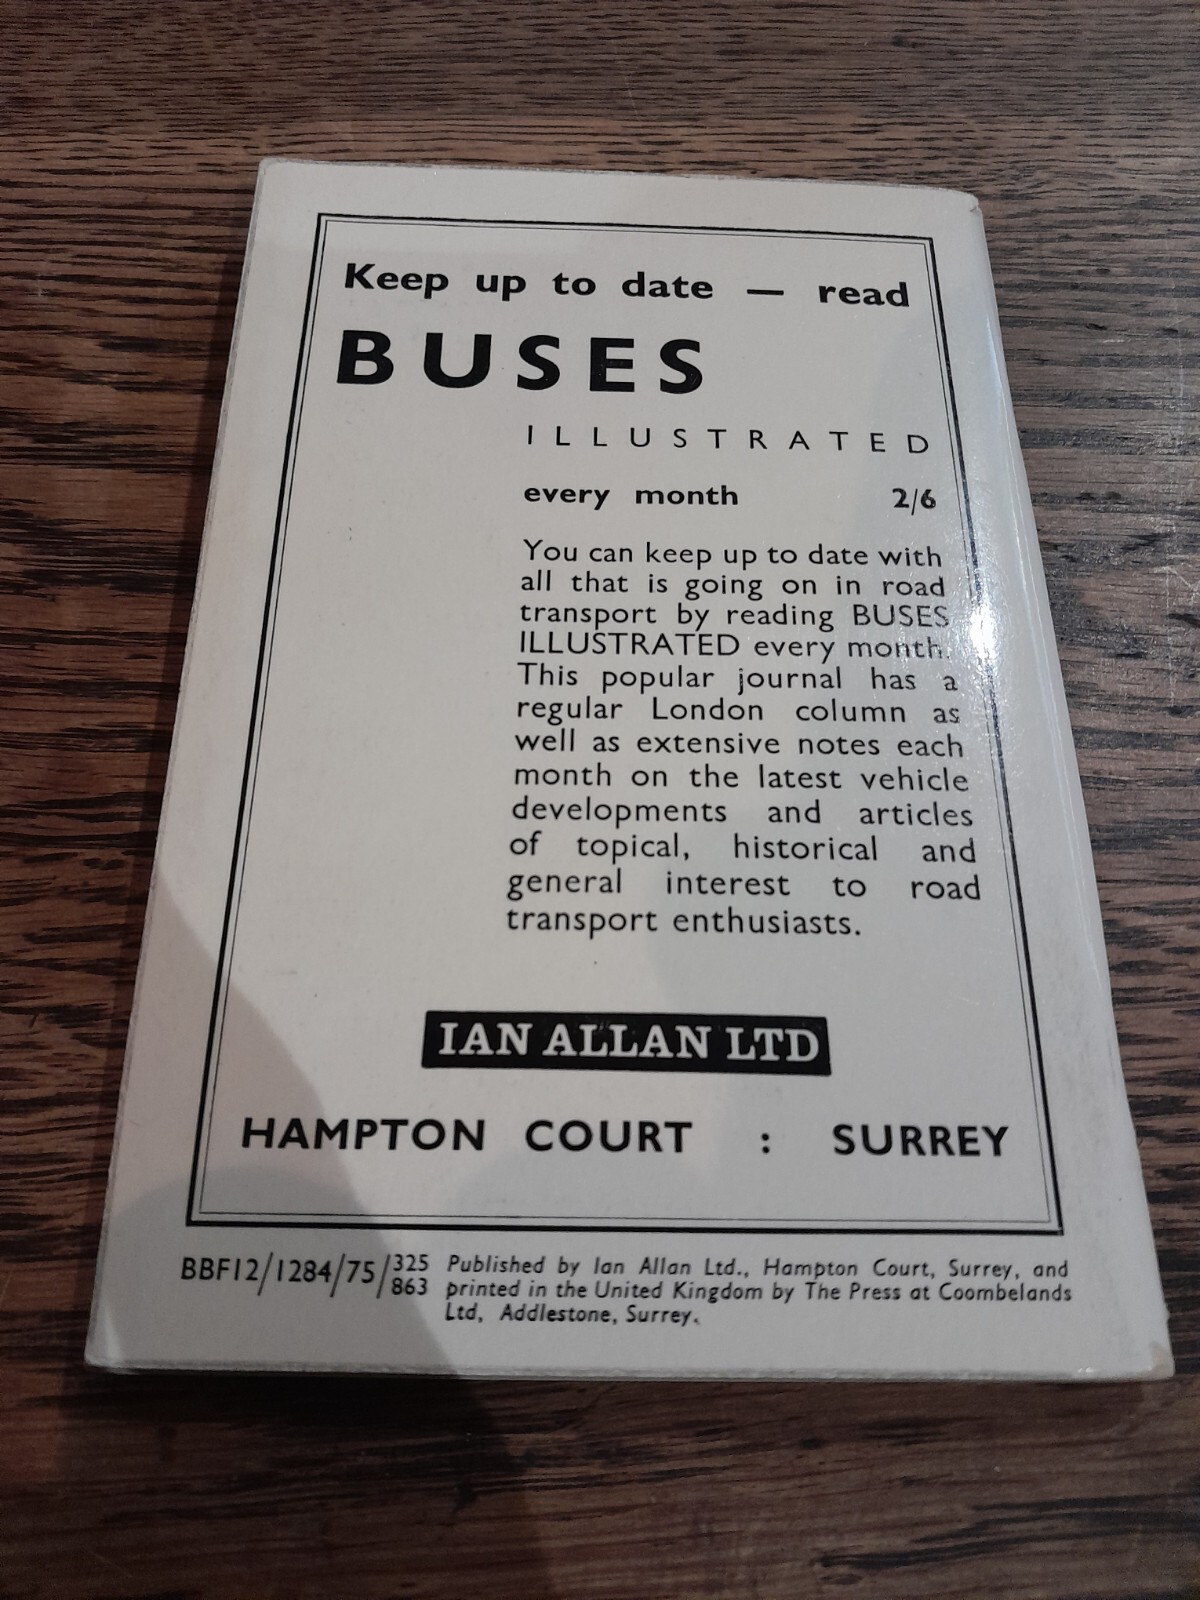 Keep up to date — read
BUSES
ILLUSTRATED
every month 2/6
You can keep up to date with
all that is going on in road
transport by reading BUSES
ILLUSTRATED every month.
This popular journal has a
regular London column as
well as extensive notes each
month on the latest vehicle
developments and articles
of topical, historical and
general interest to road
transport enthusiasts.
IAN ALLAN LTD
HAMPTON COURT : SURREY
BBF12/1284/75/325
863
Published by Ian Allan Ltd., Hampton Court, Surrey, and
printed in the United Kingdom by The Press at Coombelands
Ltd, Addlestone, Surrey.